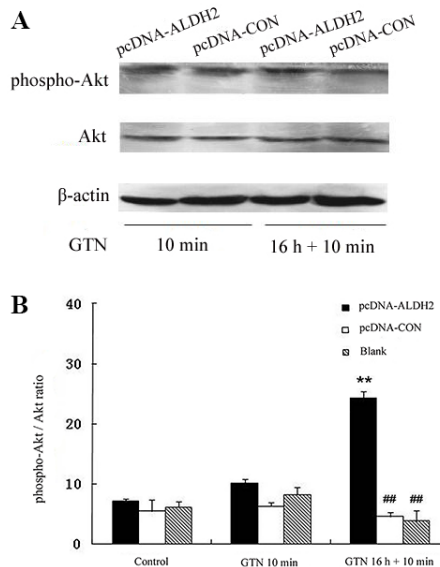 A
pcDNA-ALDH2 pcDNA-CON pcDNA-ALDH2 pcDNA-CON
phospho-Akt
Akt
β-actin
GTN 10 min 16 h + 10 min
B
40
30
20
10
0
phospho-Akt / Akt ratio
pcDNA-ALDH2
pcDNA-CON
Blank
**
## ##
Control GTN 10 min GTN 16 h + 10 min